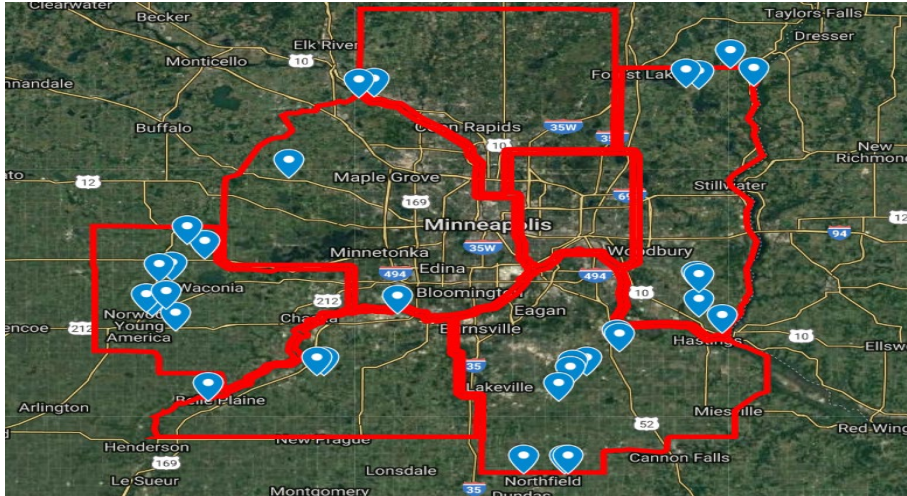 Clearwater
Becker
Taylors Falls
Dresser
Elk River
Monticello
10
Forest Lake
nnandale
Buffalo
Coon Rapids
35W
10
New
Richmond
12
Maple Grove
169
Stillwater
12
Minneapolis
94
35W
Minnetonka
Woodbury
Edina
494
494
Waconia
Bloomington
10
212
Eagan
Norwood
Young
America
212
Burnsville
Hastings
10
Ellsw
35
Lakeville
Arlington
Belle Plaine
Miesville
52
Red Wing
Henderson
New Prague
169
Lonsdale
Cannon Falls
Le Sueur
35
Northfield
Montgomery
Dundas